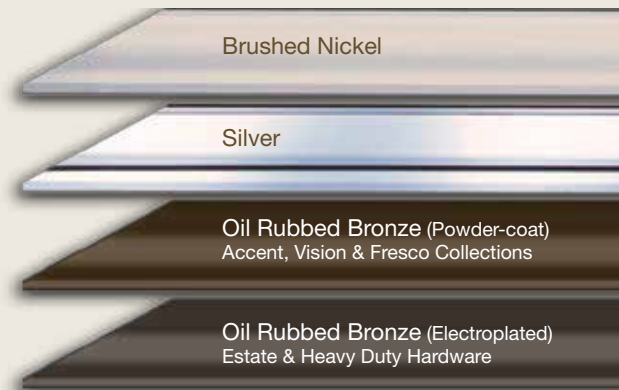 Brushed Nickel
Silver
Oil Rubbed Bronze (Powder-coat)
Accent, Vision & Fresco Collections
Oil Rubbed Bronze (Electroplated)
Estate & Heavy Duty Hardware